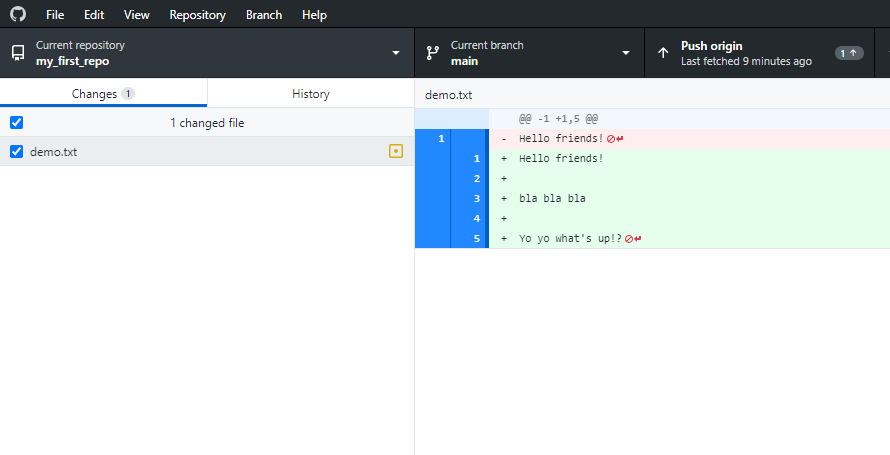 File Edit View Repository Branch Help
Current repository
my_first_repo
Current branch
main
Push origin
Last fetched 9 minutes ago
1
Changes 1
History
1 changed file
demo.txt
demo.txt
@@ -1 +1,5 @@
1 - Hello friends!
1 + Hello friends!
2 +
3 + bla bla bla
4 +
5 + Yo yo what's up!?